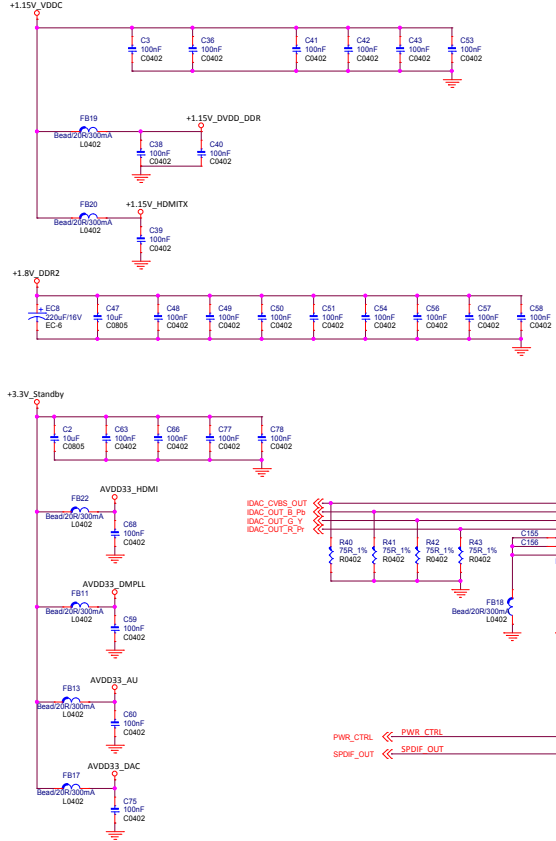 +1.15V_VDDC
C3
100nF
C0402
C36
100nF
C0402
C41
100nF
C0402
C42
100nF
C0402
C43
100nF
C0402
C53
100nF
C0402
FB19
Bead/20R/300mA
L0402
+1.15V_DVDD_DDR
C38
100nF
C0402
C40
100nF
C0402
FB20
Bead/20R/300mA
L0402
+1.15V_HDMITX
C39
100nF
C0402
+1.8V_DDR2
+
EC8
220uF/16V
EC-6
C47
10uF
C0805
C48
100nF
C0402
C49
100nF
C0402
C50
100nF
C0402
C51
100nF
C0402
C54
100nF
C0402
C56
100nF
C0402
C57
100nF
C0402
C58
100nF
C0402
+3.3V_Standby
C2
10uF
C0805
C63
100nF
C0402
C66
100nF
C0402
C77
100nF
C0402
C78
100nF
C0402
FB22
Bead/20R/300mA
L0402
AVDD33_HDMI
C68
100nF
C0402
IDAC_CVBS_OUT
IDAC_OUT_B_Pb
IDAC_OUT_G_Y
IDAC_OUT_R_Pr
R40
75R_1%
R0402
R41
75R_1%
R0402
R42
75R_1%
R0402
R43
75R_1%
R0402
C155
C156
FB18
Bead/20R/300mA
L0402
FB11
Bead/20R/300mA
L0402
AVDD33_DMPLL
C59
100nF
C0402
FB13
Bead/20R/300mA
L0402
AVDD33_AU
C60
100nF
C0402
PWR_CTRL PWR_CTRL
SPDIF_OUT SPDIF_OUT
FB17
Bead/20R/300mA
L0402
AVDD33_DAC
C75
100nF
C0402